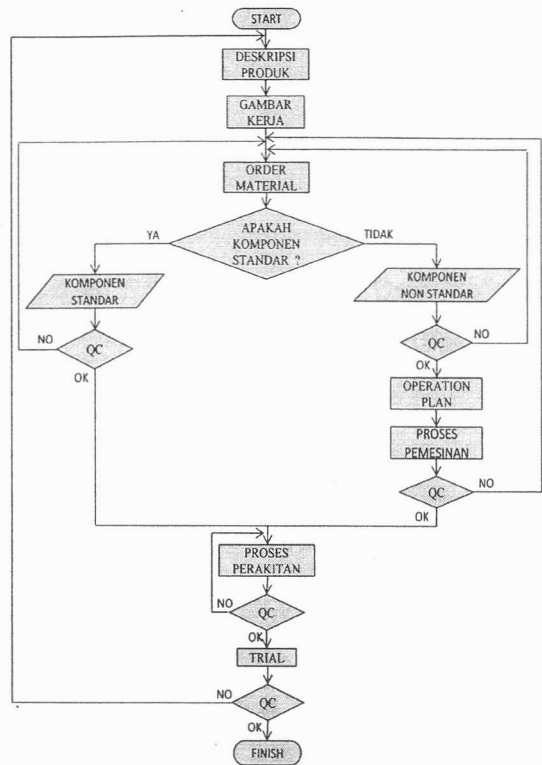 START
DESKRIPSI
PRODUK
GAMBAR
KERJA
ORDER
MATERIAL
APAKAH
KOMPONEN
STANDAR ?
YA
TIDAK
KOMPONEN
STANDAR
KOMPONEN
NON STANDAR
NO
QC
OK
QC
NO
OK
OPERATION
PLAN
PROSES
PEMESINAN
QC
NO
OK
PROSES
PERAKITAN
NO
QC
OK
TRIAL
NO
QC
OK
FINISH